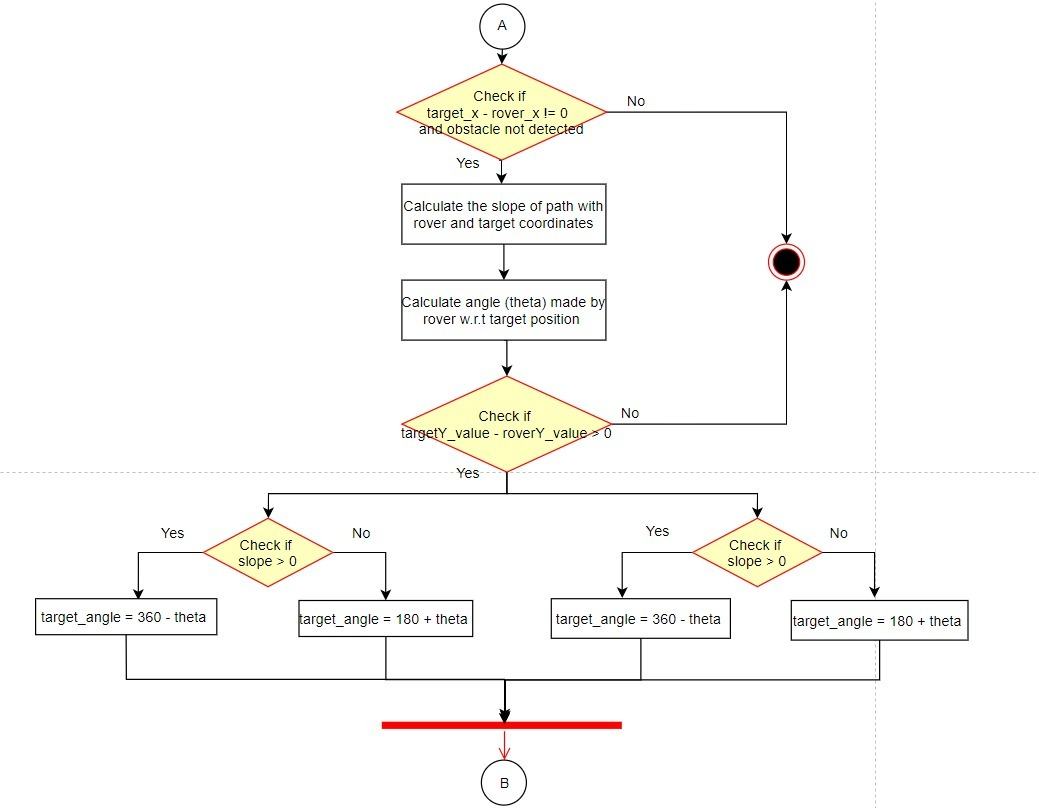 A
Check if
target_x - rover_x != 0
and obstacle not detected
No
Yes
Calculate the slope of path with
rover and target coordinates
Calculate angle (theta) made by
rover w.r.t target position
Check if
targetY_value - roverY_value > 0
No
Yes
Yes
Check if
slope > 0
No
Yes
Check if
slope > 0
No
target_angle = 360 - theta
target_angle = 180 + theta
target_angle = 360 - theta
target_angle = 180 + theta
B